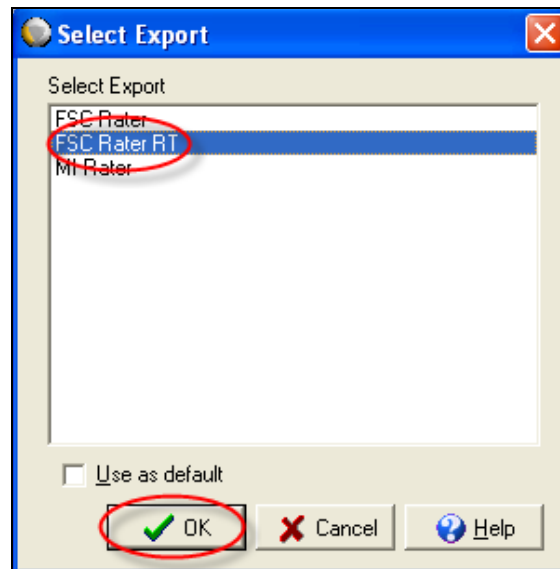 Select Export
Select Export
FSC Rater
FSC Rater RT
MI Rater
Use as default
OK
Cancel
Help